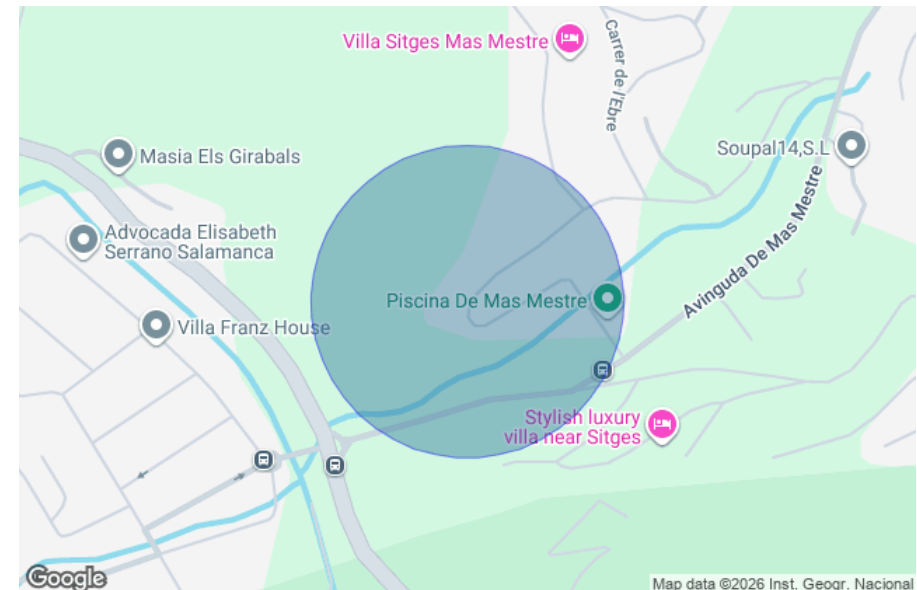 Villa Sitges Mas Mestre
Carrer de l'Ebre
Soupal14,S.L
Masia Els Girabals
Advocada Elisabeth
Serrano Salamanca
Avinguda De Mas Mestre
Piscina De Mas Mestre
Villa Franz House
Stylish luxury
villa near Sitges
Google
Map data ©2026 Inst. Geogr. Nacional